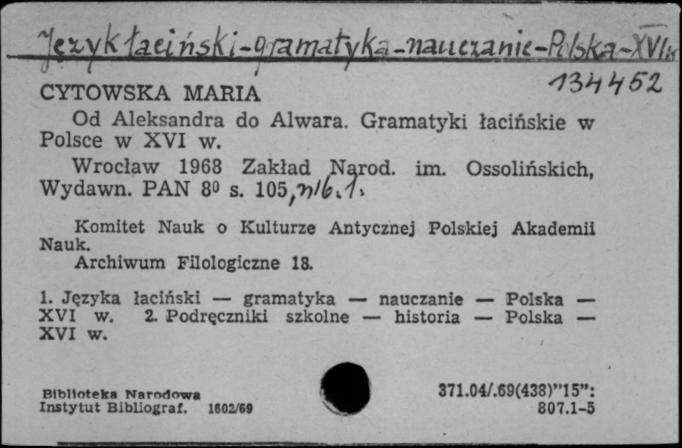 Język łaciński-gramatyka-nauczanie-Polska-XVIw
134452
CYTOWSKA MARIA
Od Aleksandra do Alwara. Gramatyki łacińskie w
Polsce w XVI w.
Wrocław 1968 Zakład Narod. im. Ossolińskich,
Wydawn. PAN 8⁰ s. 105, nlb. 1.
Komitet Nauk o Kulturze Antycznej Polskiej Akademii
Nauk.
Archiwum Filologiczne 18.
1. Języka łaciński — gramatyka — nauczanie — Polska —
XVI w. 2. Podręczniki szkolne — historia — Polska —
XVI w.
Biblioteka Narodowa
Instytut Bibliograf. 1602/69
371.04/.69(438)”15”:
807.1-5